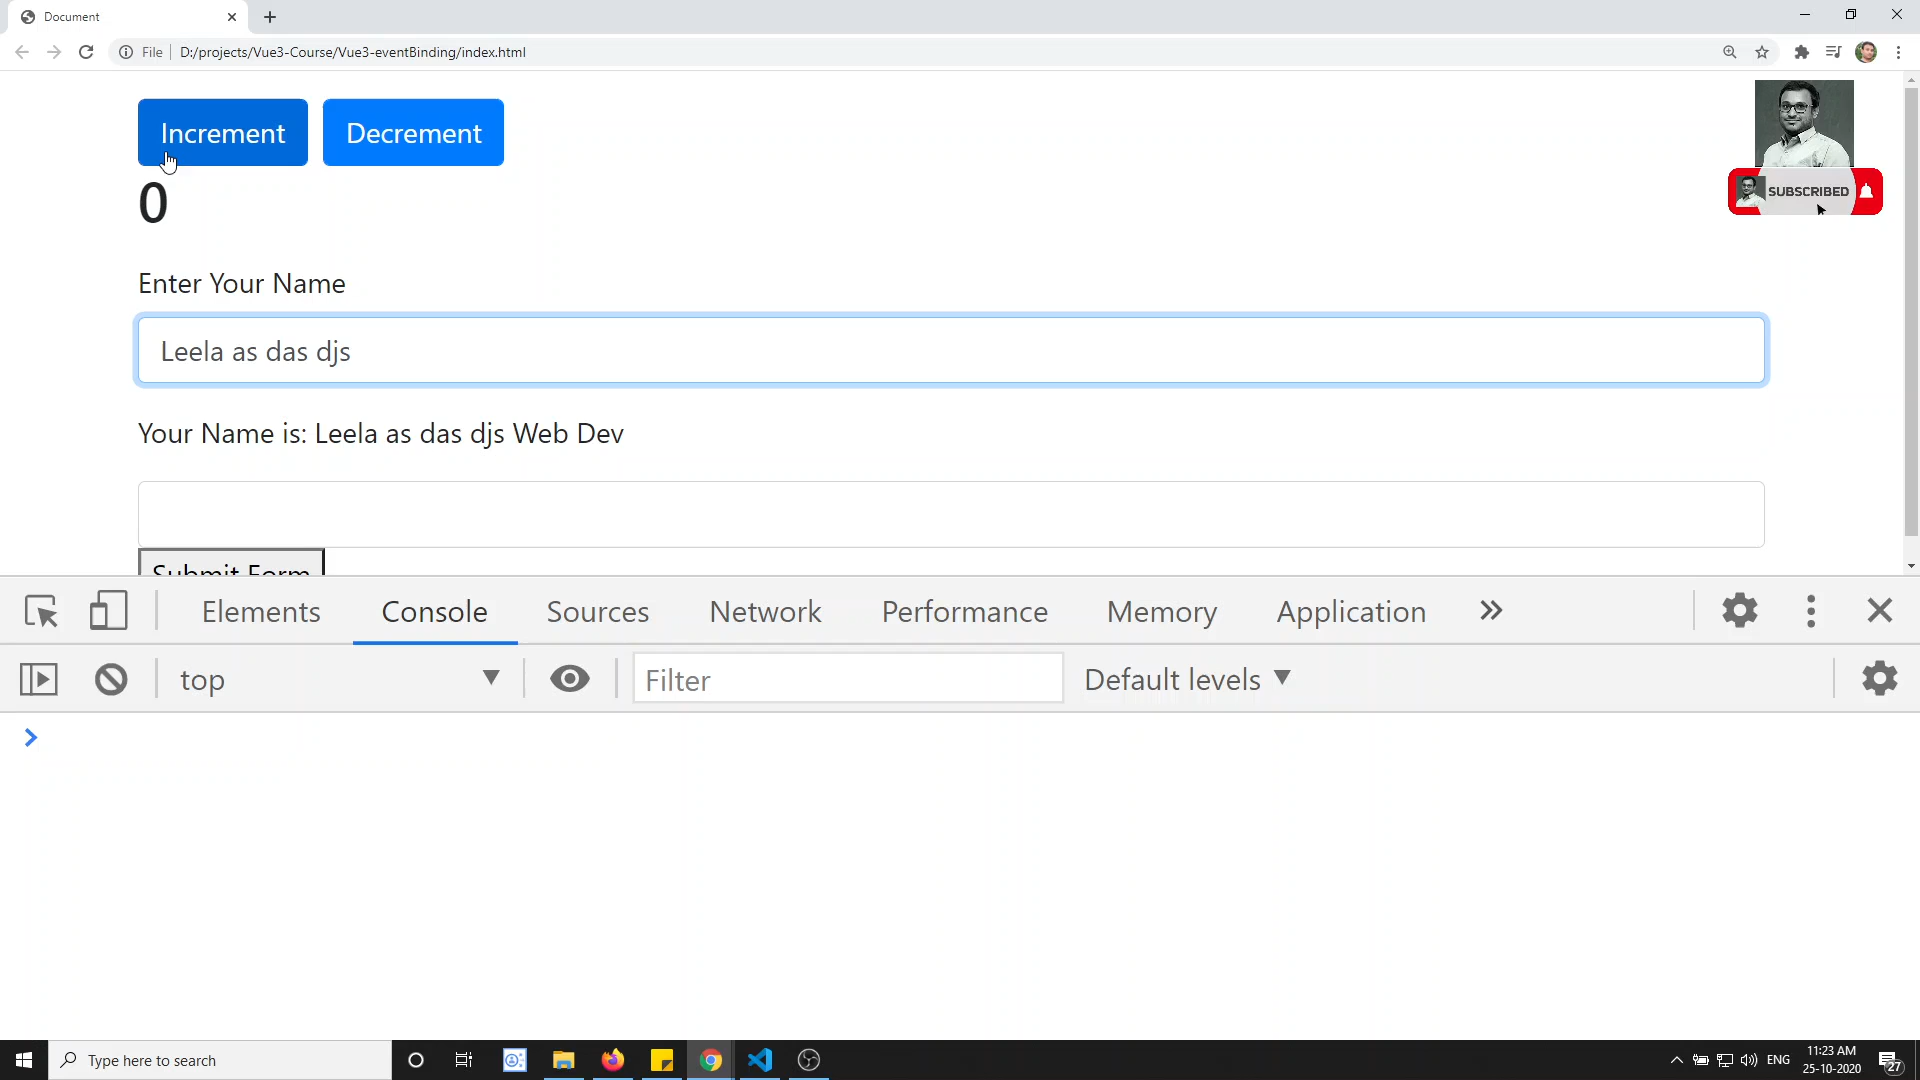 Document
File
D:/projects/Vue3-Course/Vue3-eventBinding/index.html
Increment
Decrement
SUBSCRIBED
0
Enter Your Name
Leela as das djs
Your Name is: Leela as das djs Web Dev
Submit Form
Elements
Console
Sources
Network
Performance
Memory
Application
top
Filter
Default levels
Type here to search
ENG
11:23 AM
25-10-2020
27